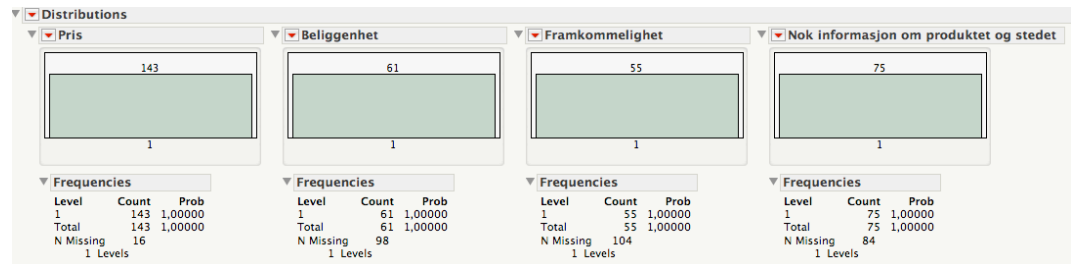 Distributions
Pris
143
1
Frequencies
Level Count Prob
1 143 1,00000
Total 143 1,00000
N Missing 16
1 Levels
Beliggenhet
61
1
Frequencies
Level Count Prob
1 61 1,00000
Total 61 1,00000
N Missing 98
1 Levels
Framkommelighet
55
1
Frequencies
Level Count Prob
1 55 1,00000
Total 55 1,00000
N Missing 104
1 Levels
Nok informasjon om produktet og stedet
75
1
Frequencies
Level Count Prob
1 75 1,00000
Total 75 1,00000
N Missing 84
1 Levels